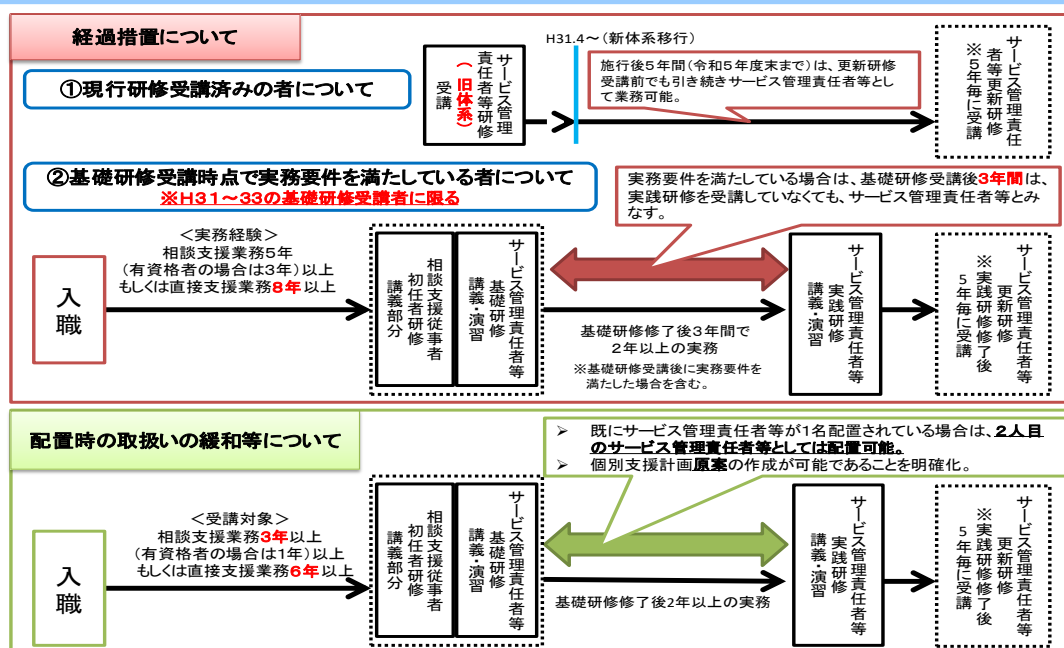 経過措置について
①現行研修受講済みの者について
サービス管理
責任者等研修
（旧体系）
受講
H31.4～(新体系移行)
施行後５年間(令和５年度末まで)は、更新研修
受講前でも引き続きサービス管理責任者等とし
て業務可能。
サービス管理責任
者等更新研修
※５年毎に受講
②基礎研修受講時点で実務要件を満たしている者について
※H31～33の基礎研修受講者に限る
実務要件を満たしている場合は、基礎研修受講後3年間は、
実践研修を受講していなくても、サービス管理責任者等とみ
なす。
入職
＜実務経験＞
相談支援業務5年
(有資格者の場合は3年)以上
もしくは直接支援業務8年以上
相談支援従事者
初任者研修
講義部分
サービス管理責任者等
基礎研修
講義・演習
基礎研修修了後3年間で
2年以上の実務
※基礎研修受講後に実務要件を
満たした場合を含む。
サービス管理責任者等
実践研修
講義・演習
サービス管理責任者等
更新研修
※実践研修修了後
5年毎に受講
配置時の取扱いの緩和等について
➢ 既にサービス管理責任者等が1名配置されている場合は、２人目
のサービス管理責任者等としては配置可能。
➢ 個別支援計画原案の作成が可能であることを明確化。
入職
＜受講対象＞
相談支援業務3年以上
(有資格者の場合は1年)以上
もしくは直接支援業務6年以上
相談支援従事者
初任者研修
講義部分
サービス管理責任者等
基礎研修
講義・演習
基礎研修修了後2年以上の実務
サービス管理責任者等
実践研修
講義・演習
サービス管理責任者等
更新研修
※実践研修修了後
5年毎に受講